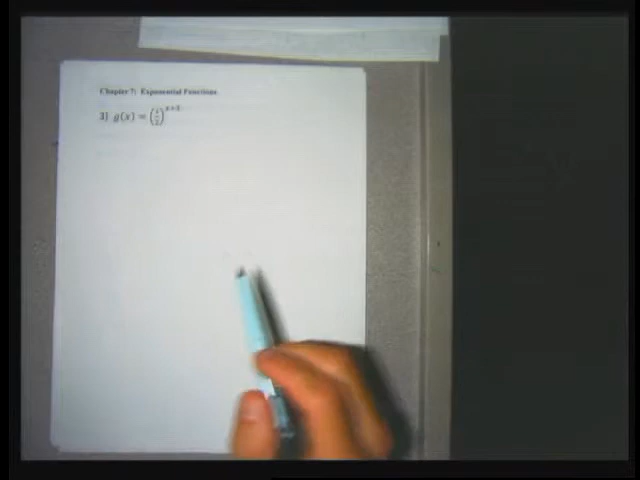 Chapter 7: Exponential Functions
3) g(x) =